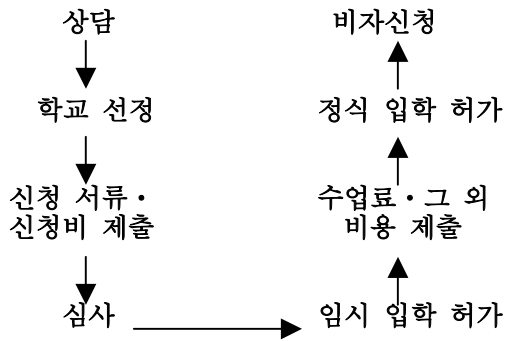 상담
학교 선정
신청 서류・
신청비 제출
심사
임시 입학 허가
수업료・그 외
비용 제출
정식 입학 허가
비자신청